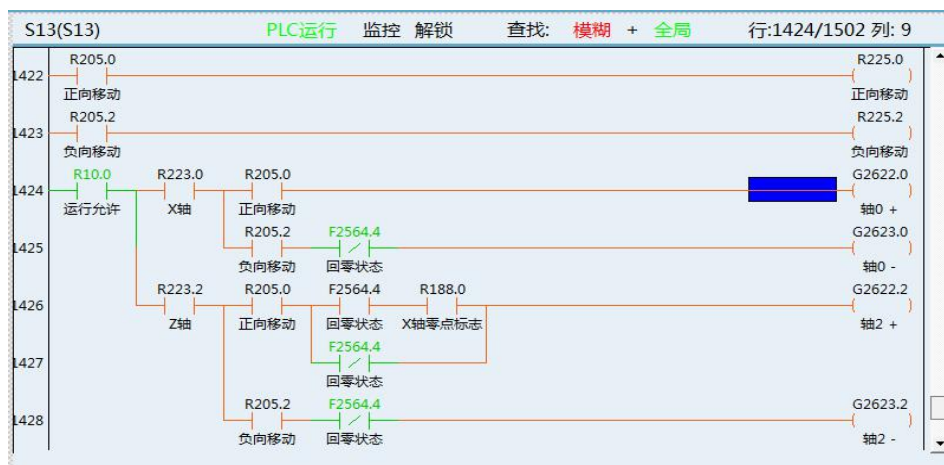 S13(S13) PLC运行 监控 解锁 查找: 模糊 + 全局 行:1424/1502 列: 9
R205.0 R225.0
1422
正向移动 正向移动
R205.2 R225.2
1423
负向移动 负向移动
R10.0 R223.0 R205.0 G2622.0
1424
运行允许 X轴 正向移动 轴0 +
R205.2 F2564.4 G2623.0
1425
负向移动 回零状态 轴0 -
R223.2 R205.0 F2564.4 R188.0 G2622.2
1426
Z轴 正向移动 回零状态 X轴零点标志 轴2 +
F2564.4
1427
回零状态
R205.2 F2564.4 G2623.2
1428
负向移动 回零状态 轴2 -